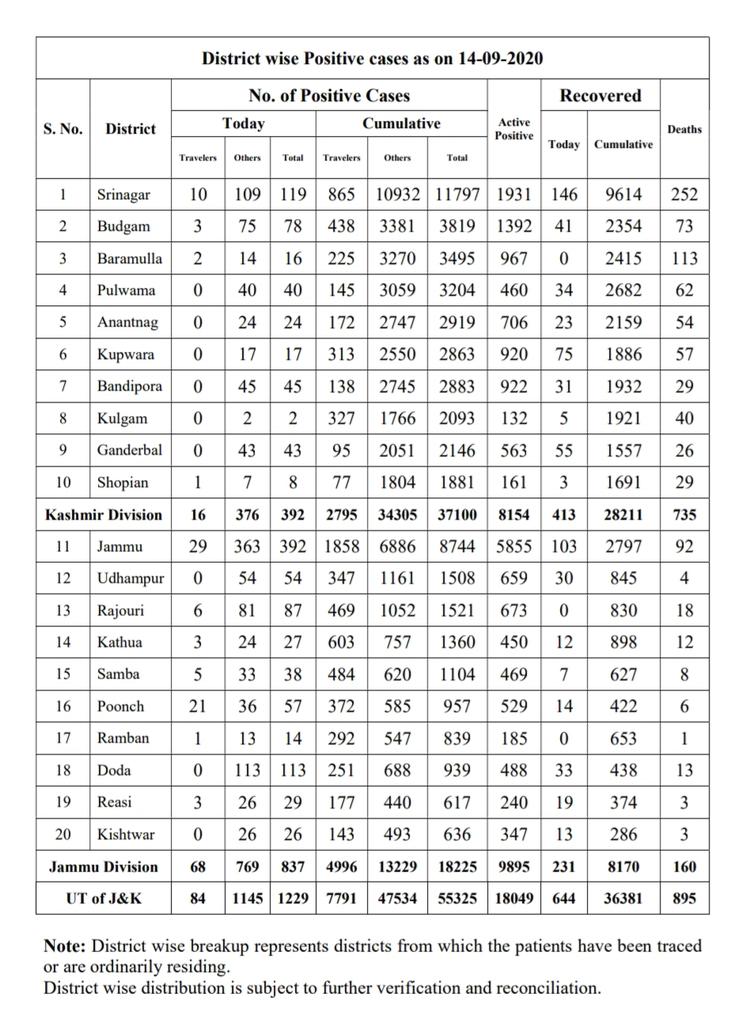 District wise Positive cases as on 14-09-2020
S. No. District No. of Positive Cases Active Positive Recovered Deaths
Today Cumulative Today Cumulative
Travelers Others Total Travelers Others Total
1 Srinagar 10 109 119 865 10932 11797 1931 146 9614 252
2 Budgam 3 75 78 438 3381 3819 1392 41 2354 73
3 Baramulla 2 14 16 225 3270 3495 967 0 2415 113
4 Pulwama 0 40 40 145 3059 3204 460 34 2682 62
5 Anantnag 0 24 24 172 2747 2919 706 23 2159 54
6 Kupwara 0 17 17 313 2550 2863 920 75 1886 57
7 Bandipora 0 45 45 138 2745 2883 922 31 1932 29
8 Kulgam 0 2 2 327 1766 2093 132 5 1921 40
9 Ganderbal 0 43 43 95 2051 2146 563 55 1557 26
10 Shopian 1 7 8 77 1804 1881 161 3 1691 29
Kashmir Division 16 376 392 2795 34305 37100 8154 413 28211 735
11 Jammu 29 363 392 1858 6886 8744 5855 103 2797 92
12 Udhampur 0 54 54 347 1161 1508 659 30 845 4
13 Rajouri 6 81 87 469 1052 1521 673 0 830 18
14 Kathua 3 24 27 603 757 1360 450 12 898 12
15 Samba 5 33 38 484 620 1104 469 7 627 8
16 Poonch 21 36 57 372 585 957 529 14 422 6
17 Ramban 1 13 14 292 547 839 185 0 653 1
18 Doda 0 113 113 251 688 939 488 33 438 13
19 Reasi 3 26 29 177 440 617 240 19 374 3
20 Kishtwar 0 26 26 143 493 636 347 13 286 3
Jammu Division 68 769 837 4996 13229 18225 9895 231 8170 160
UT of J&K 84 1145 1229 7791 47534 55325 18049 644 36381 895
Note: District wise breakup represents districts from which the patients have been traced
or are ordinarily residing.
District wise distribution is subject to further verification and reconciliation.